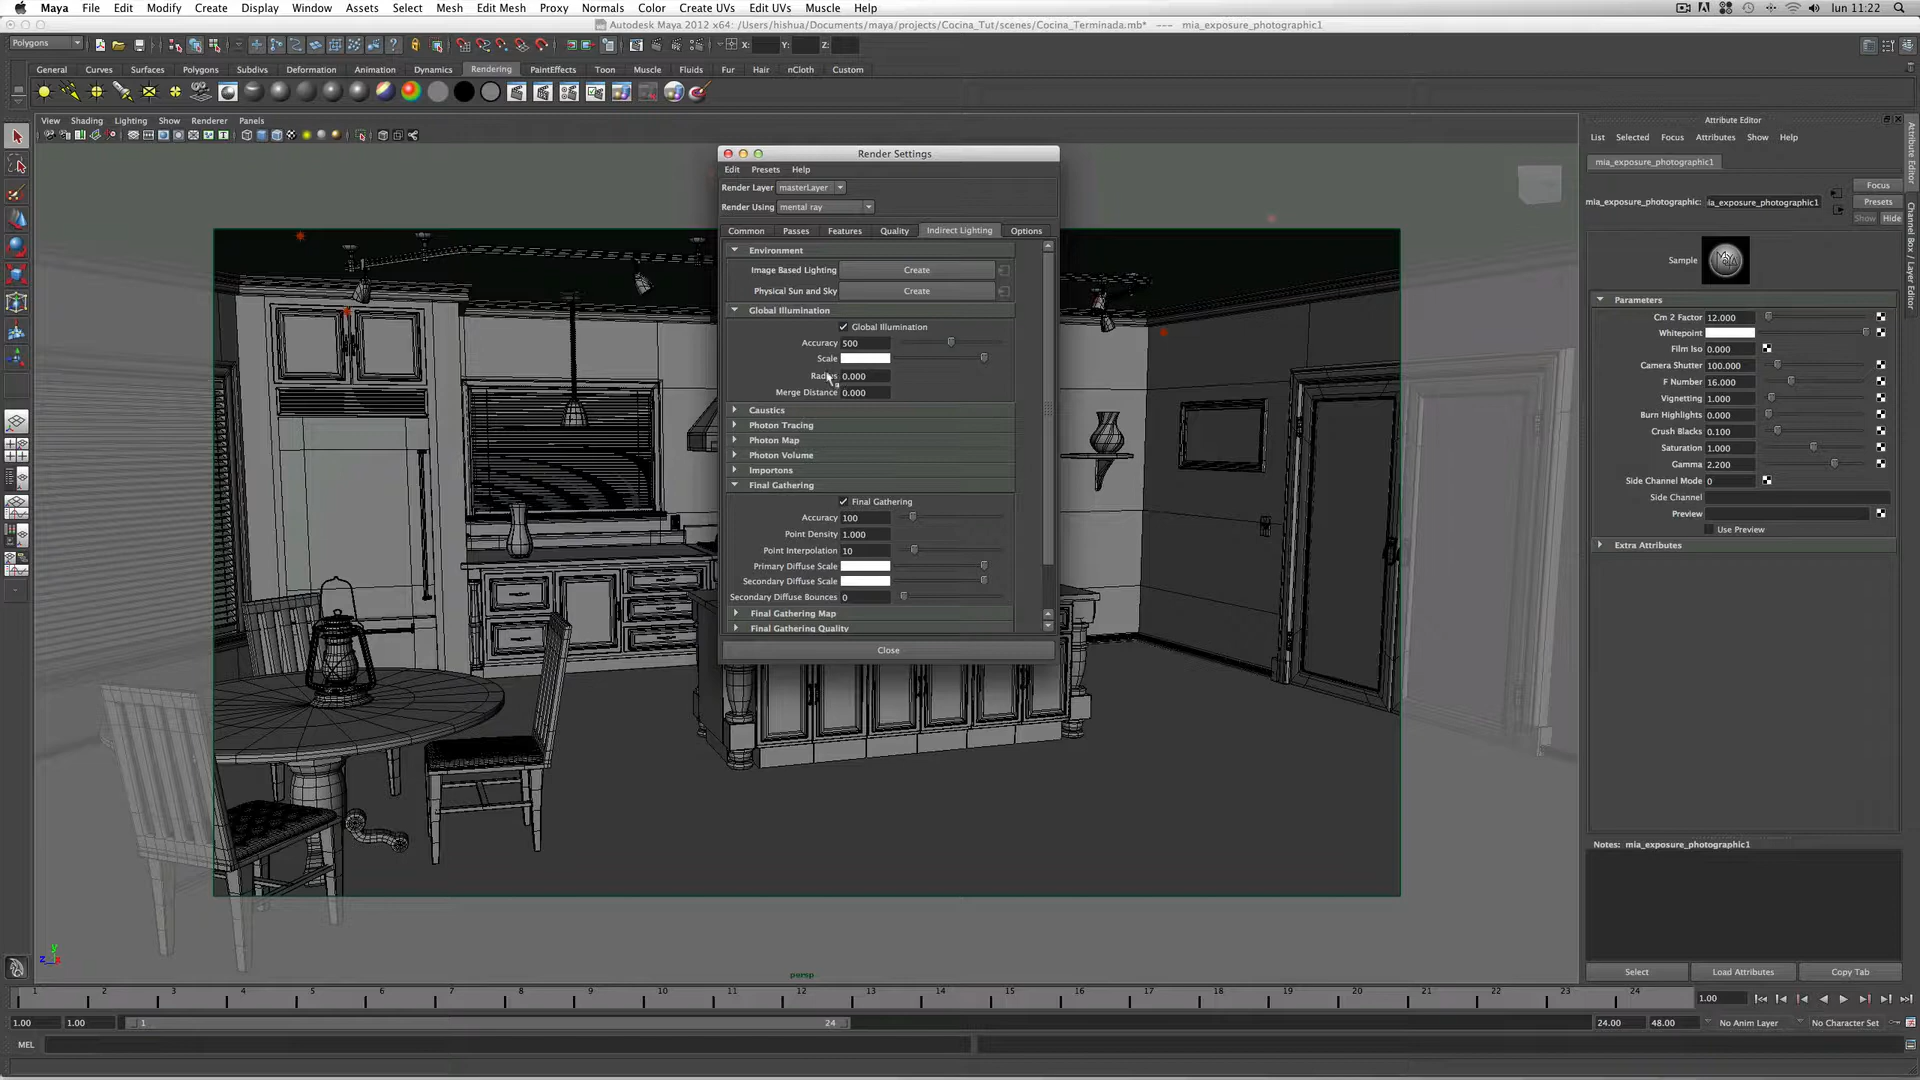 Maya File Edit Modify Create Display Window Assets Select Mesh Edit Mesh Proxy Normals Color Create UVs Edit UVs Muscle Help
lun 11:22
Autodesk Maya 2012 x64: /Users/hishua/Documents/maya/projects/Cocina_Tut/scenes/Cocina_Terminada.mb* --- mia_exposure_photographic1
Polygons
X: Y: Z:
General Curves Surfaces Polygons Subdivs Deformation Animation Dynamics Rendering PaintEffects Toon Muscle Fluids Fur Hair nCloth Custom
View Shading Lighting Show Renderer Panels
Render Settings
Edit Presets Help
Render Layer masterLayer
Render Using mental ray
Common Passes Features Quality Indirect Lighting Options
Environment
Image Based Lighting Create
Physical Sun and Sky Create
Global Illumination
Global Illumination
Accuracy 500
Scale
Radius 0.000
Merge Distance 0.000
Caustics
Photon Tracing
Photon Map
Photon Volume
Importons
Final Gathering
Final Gathering
Accuracy 100
Point Density 1.000
Point Interpolation 10
Primary Diffuse Scale
Secondary Diffuse Scale
Secondary Diffuse Bounces 0
Final Gathering Map
Final Gathering Quality
Close
persp
Attribute Editor
List Selected Focus Attributes Show Help
mia_exposure_photographic1
Focus
mia_exposure_photographic: ia_exposure_photographic1
Presets
Show Hide
Sample
Parameters
Cm 2 Factor 12.000
Whitepoint
Film Iso 0.000
Camera Shutter 100.000
F Number 16.000
Vignetting 1.000
Burn Highlights 0.000
Crush Blacks 0.100
Saturation 1.000
Gamma 2.200
Side Channel Mode 0
Side Channel
Preview
Use Preview
Extra Attributes
Notes: mia_exposure_photographic1
Select Load Attributes Copy Tab
Attribute Editor
Channel Box / Layer Editor
1 2 3 4 5 6 7 8 9 10 11 12 13 14 15 16 17 18 19 20 21 22 23 24
1.00
1.00 1.00 1 24 24.00 48.00 No Anim Layer No Character Set
MEL